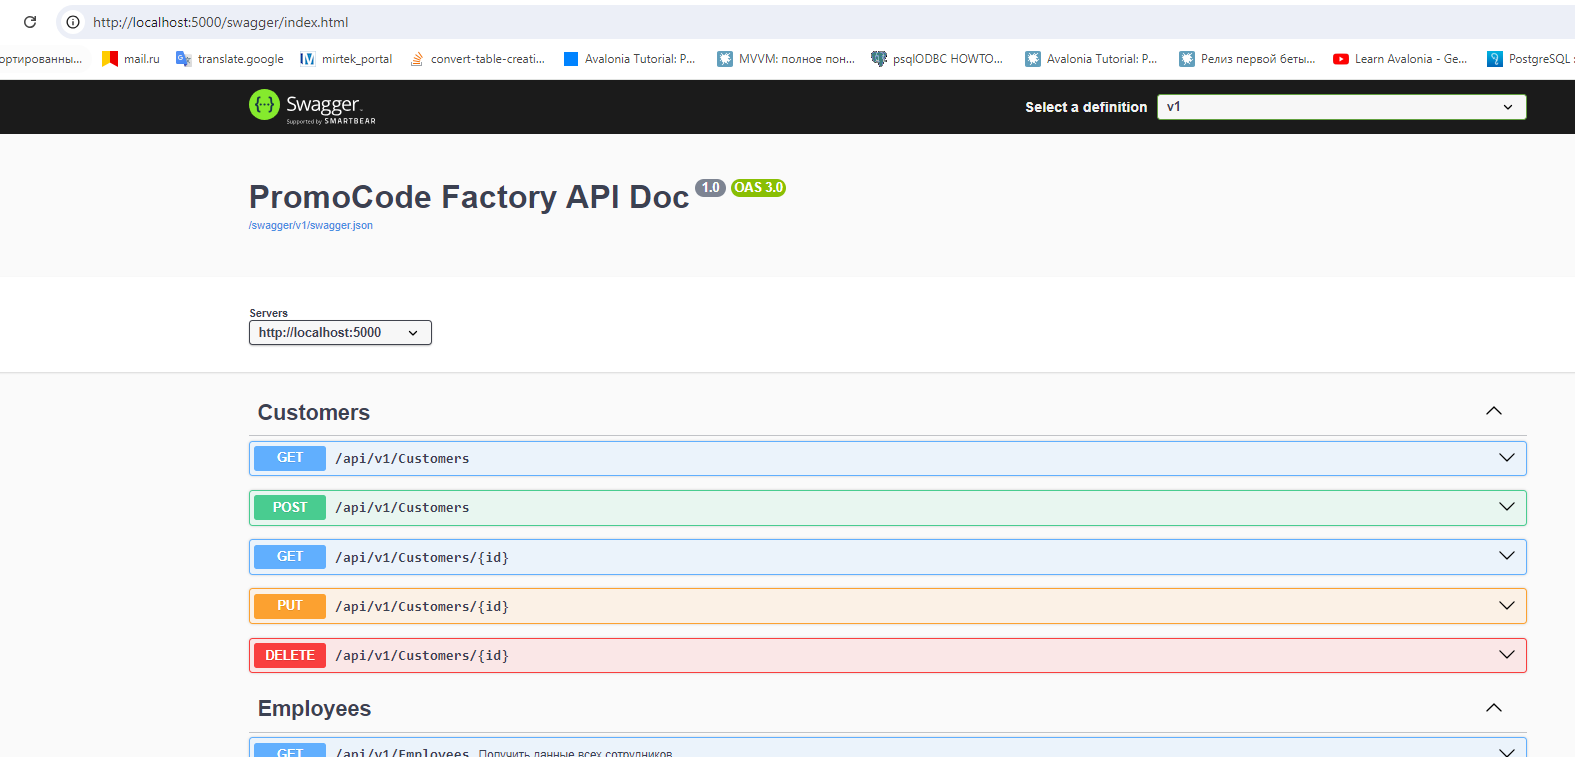 http://localhost:5000/swagger/index.html
ортированны... mail.ru translate.google mirtek_portal convert-table-creati... Avalonia Tutorial: P... MVVM: полное пон... psqlODBC HOWTO... Avalonia Tutorial: P... Релиз первой беты... Learn Avalonia - Ge... PostgreSQL
Swagger.
Supported by SMARTBEAR
Select a definition v1
PromoCode Factory API Doc 1.0 OAS 3.0
/swagger/v1/swagger.json
Servers
http://localhost:5000
Customers
GET /api/v1/Customers
POST /api/v1/Customers
GET /api/v1/Customers/{id}
PUT /api/v1/Customers/{id}
DELETE /api/v1/Customers/{id}
Employees
GET /api/v1/Employees Получить данные всех сотрудников